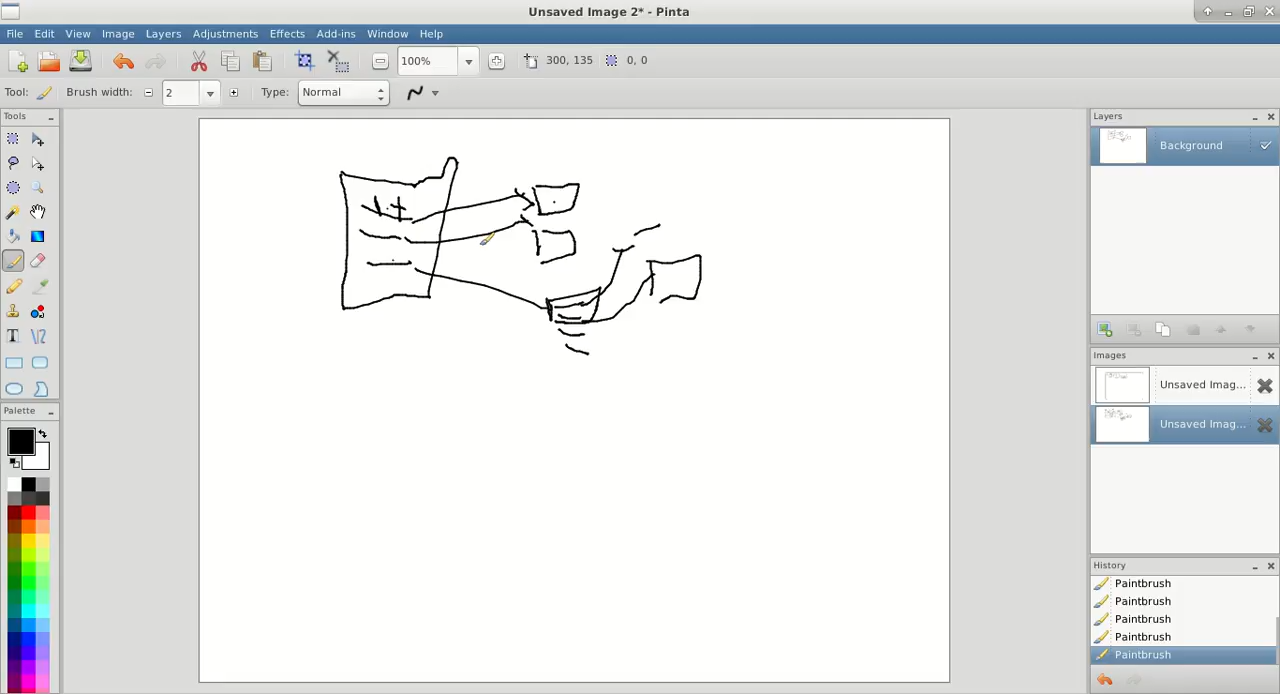 Unsaved Image 2* - Pinta
File Edit View Image Layers Adjustments Effects Add-ins Window Help
100% 300, 135 0, 0
Tool: Brush width: 2 Type: Normal
Tools
Layers
Background
Images
Unsaved Imag...
Unsaved Imag...
Palette
History
Paintbrush
Paintbrush
Paintbrush
Paintbrush
Paintbrush